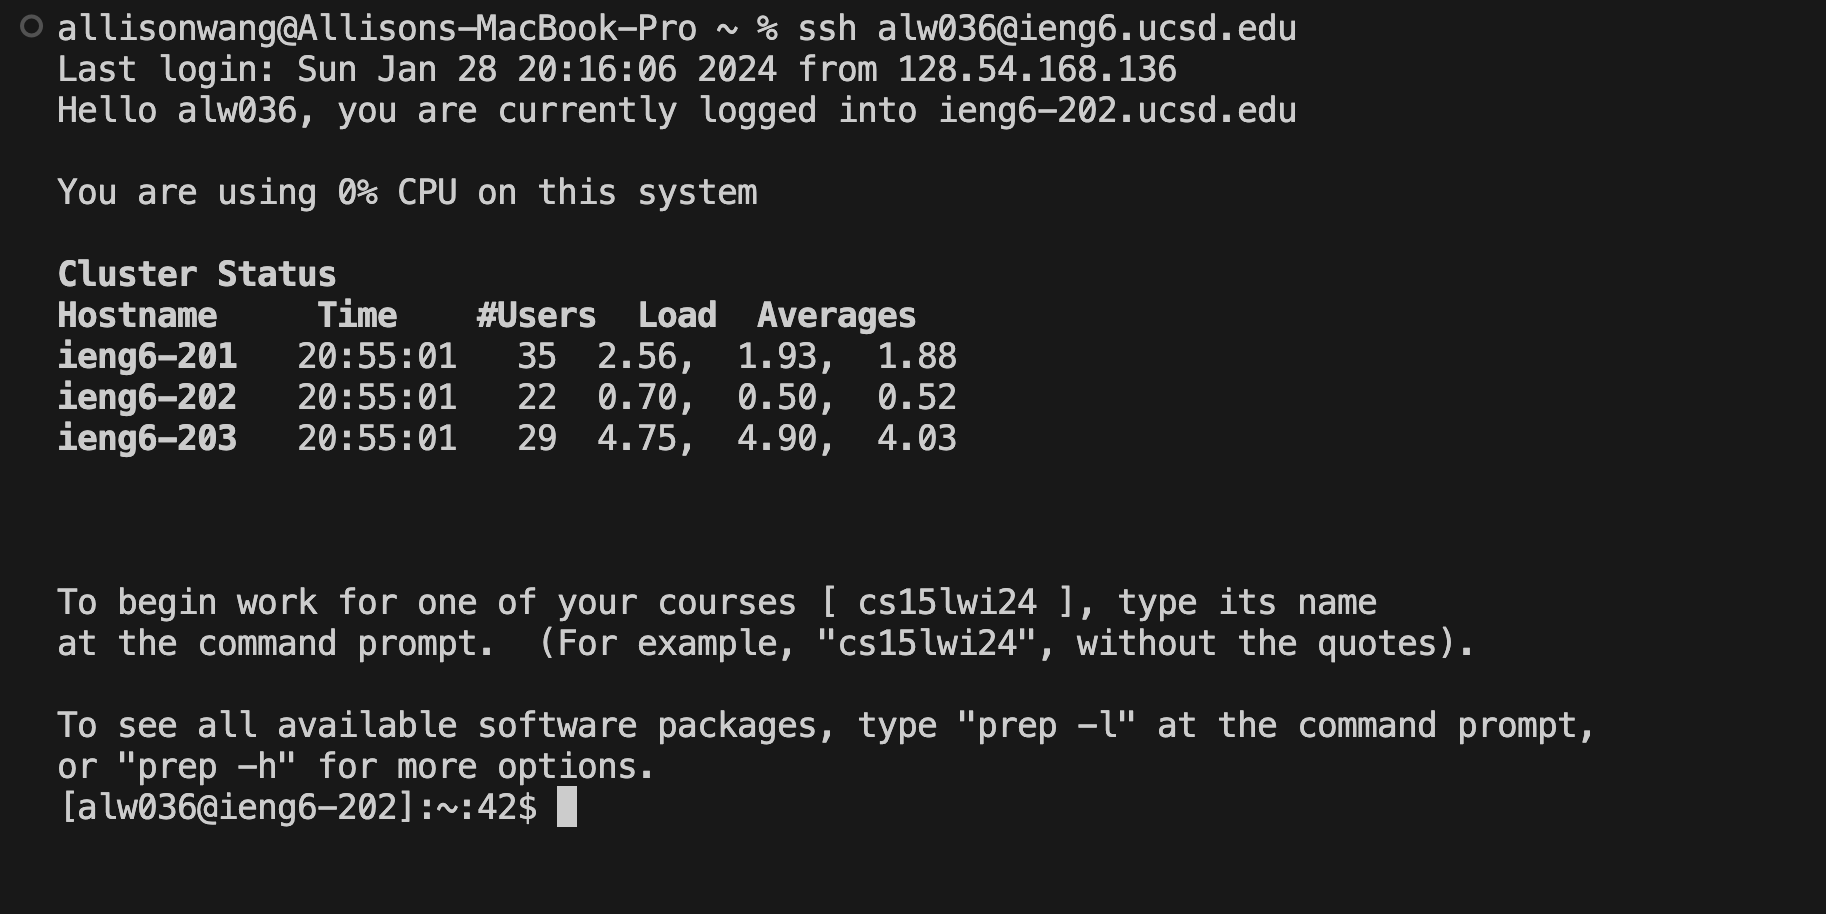 allisonwang@Allisons-MacBook-Pro ~ % ssh alw036@ieng6.ucsd.edu
Last login: Sun Jan 28 20:16:06 2024 from 128.54.168.136
Hello alw036, you are currently logged into ieng6-202.ucsd.edu
You are using 0% CPU on this system
Cluster Status
Hostname     Time    #Users  Load  Averages
ieng6-201   20:55:01   35  2.56,  1.93,  1.88
ieng6-202   20:55:01   22  0.70,  0.50,  0.52
ieng6-203   20:55:01   29  4.75,  4.90,  4.03
To begin work for one of your courses [ cs15lwi24 ], type its name
at the command prompt.  (For example, "cs15lwi24", without the quotes).
To see all available software packages, type "prep -l" at the command prompt,
or "prep -h" for more options.
[alw036@ieng6-202]:~:42$